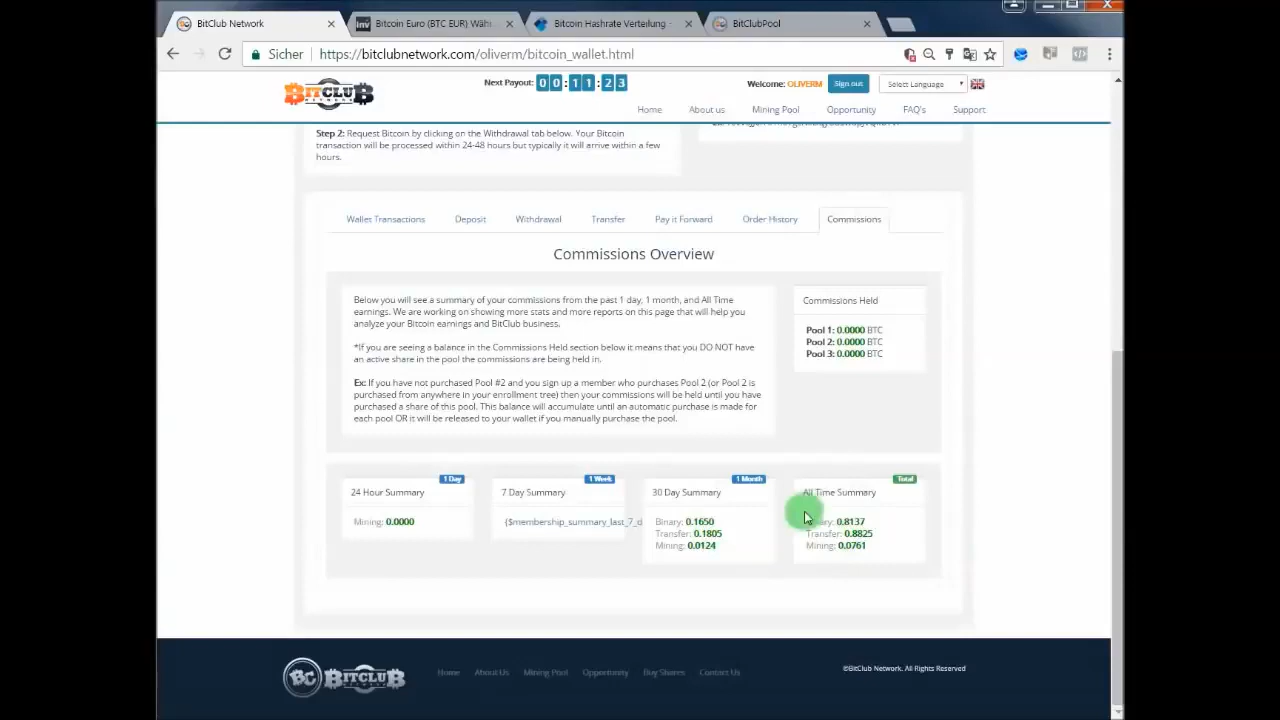 BitClub Network
Bitcoin Euro (BTC EUR) Wäh
Bitcoin Hashrate Verteilung -
BitClubPool
Sicher
https://bitclubnetwork.com/oliverm/bitcoin_wallet.html
BITCLUB
NETWORK
Next Payout: 00:11:23
Welcome: OLIVERM
Sign out
Select Language
Home
About us
Mining Pool
Opportunity
FAQ's
Support
Step 2: Request Bitcoin by clicking on the Withdrawal tab below. Your Bitcoin
transaction will be processed within 24-48 hours but typically it will arrive within a few
hours.
Wallet Transactions
Deposit
Withdrawal
Transfer
Pay it Forward
Order History
Commissions
Commissions Overview
Below you will see a summary of your commissions from the past 1 day, 1 month, and All Time
earnings. We are working on showing more stats and more reports on this page that will help you
analyze your Bitcoin earnings and BitClub business.
*If you are seeing a balance in the Commissions Held section below it means that you DO NOT have
an active share in the pool the commissions are being held in.
Ex: If you have not purchased Pool #2 and you sign up a member who purchases Pool 2 (or Pool 2
is purchased from anywhere in your enrollment tree) then your commissions will be held until you have
purchased a share of this pool. This balance will accumulate until an automatic purchase is made for
each pool OR it will be released to your wallet if you manually purchase the pool.
Commissions Held
Pool 1: 0.0000 BTC
Pool 2: 0.0000 BTC
Pool 3: 0.0000 BTC
1 Day
24 Hour Summary
Mining: 0.0000
1 Week
7 Day Summary
{$membership_summary_last_7_d
1 Month
30 Day Summary
Binary: 0.1650
Transfer: 0.1805
Mining: 0.0124
Total
All Time Summary
Binary: 0.8137
Transfer: 0.8825
Mining: 0.0761
BC
BITCLUB
NETWORK
Home
About Us
Mining Pool
Opportunity
Buy Shares
Contact Us
©BitClub Network. All Rights Reserved